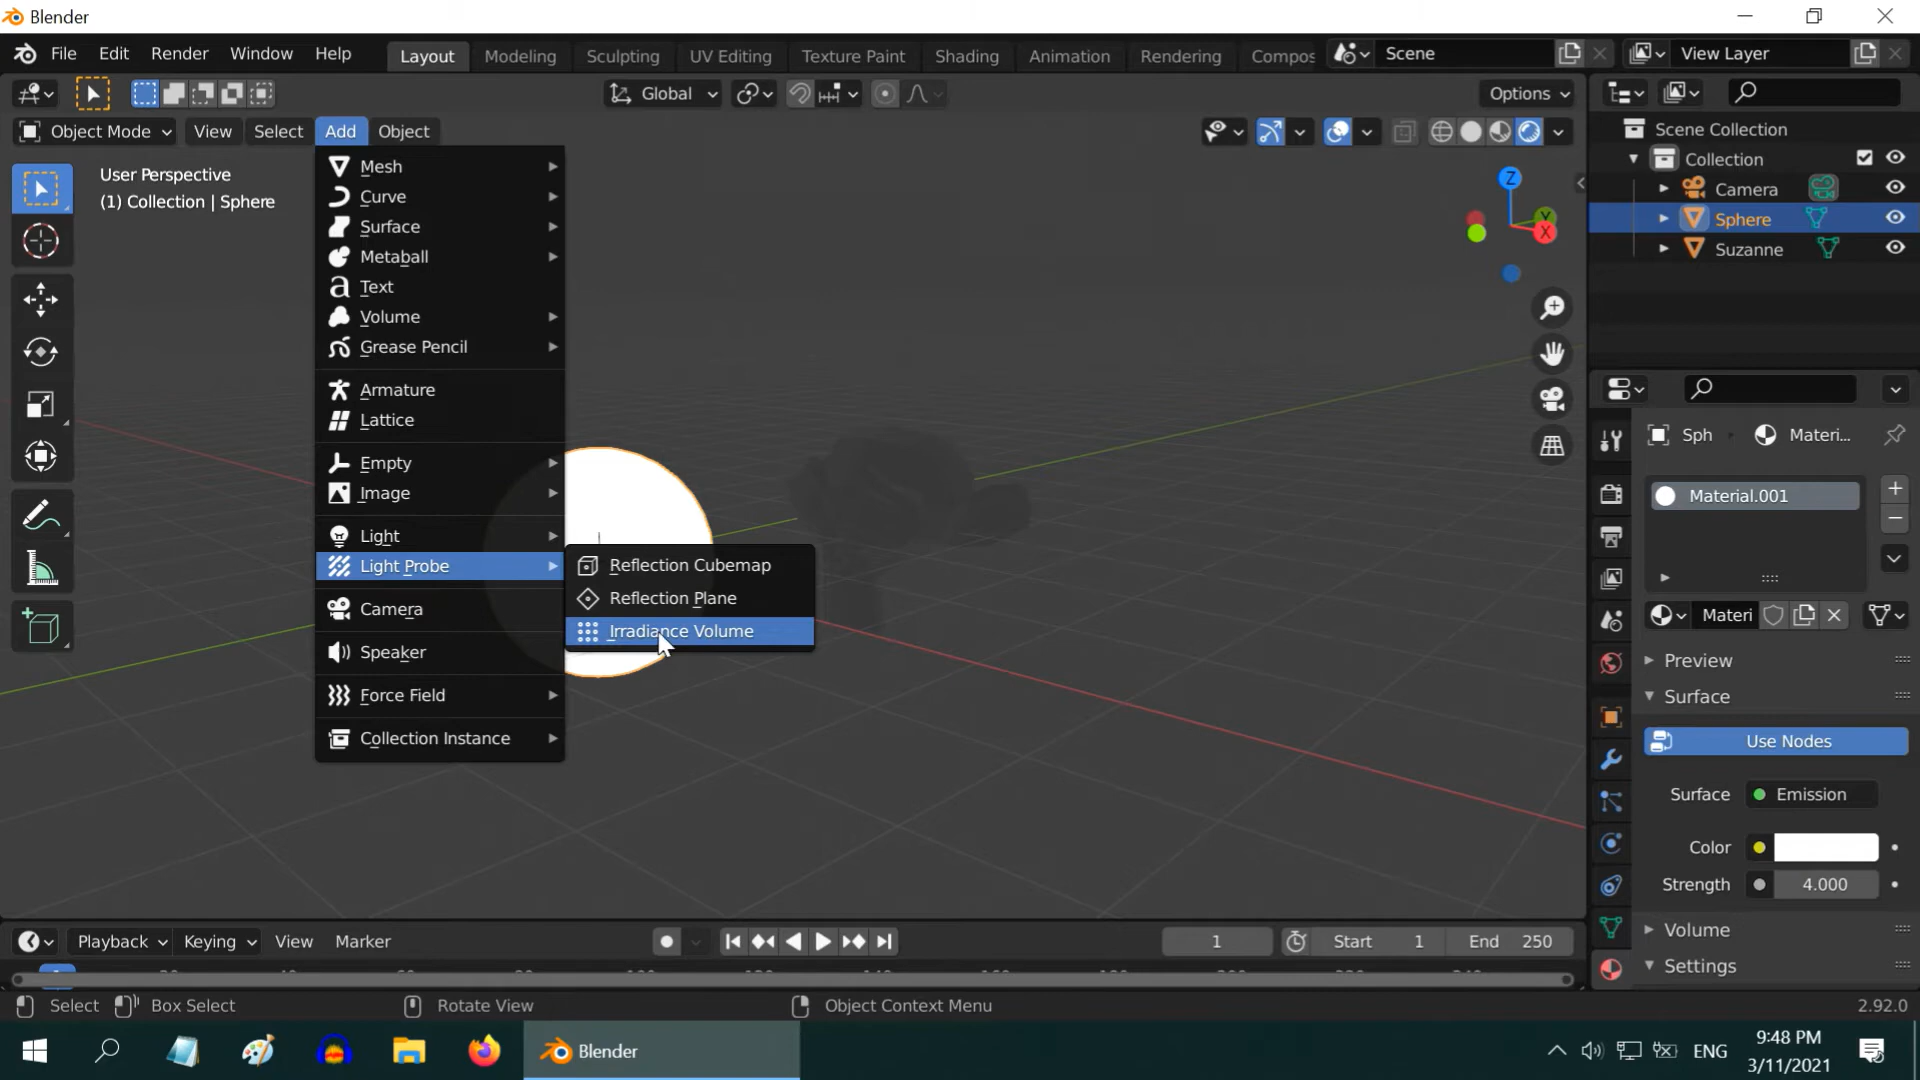 Blender
File Edit Render Window Help Layout Modeling Sculpting UV Editing Texture Paint Shading Animation Rendering Compos Scene View Layer
Global Options
Object Mode View Select Add Object
User Perspective
(1) Collection | Sphere
Mesh
Curve
Surface
Metaball
Text
Volume
Grease Pencil
Armature
Lattice
Empty
Image
Light
Light Probe
Camera
Speaker
Force Field
Collection Instance
Reflection Cubemap
Reflection Plane
Irradiance Volume
Z
Y
X
Scene Collection
Collection
Camera
Sphere
Suzanne
Sph Materi...
Material.001
Materi
Preview
Surface
Use Nodes
Surface Emission
Color
Strength 4.000
Volume
Settings
Playback Keying View Marker 1 Start 1 End 250
Select Box Select Rotate View Object Context Menu 2.92.0
Blender ENG 9:48 PM
3/11/2021